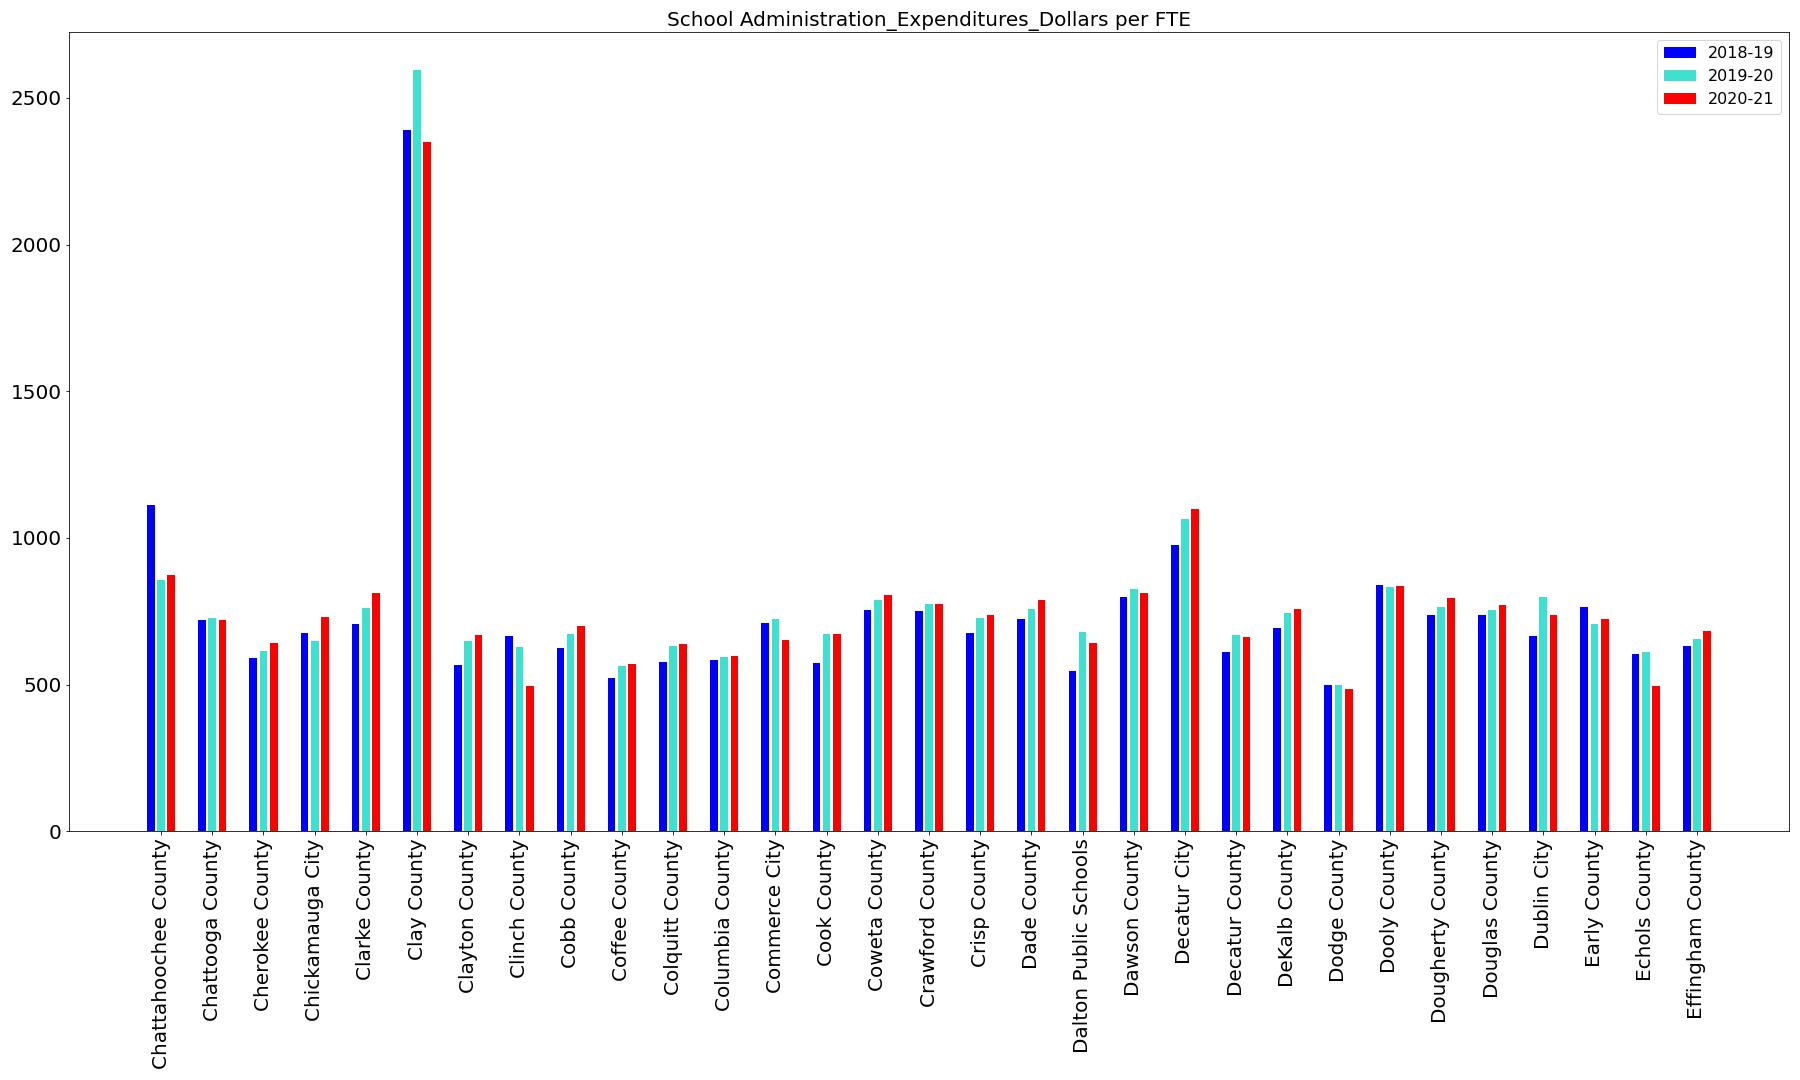 School Administration_Expenditures_Dollars per FTE
2018-19
2019-20
2020-21
2500
2000
1500
1000
500
0
Chattahoochee County
Chattooga County
Cherokee County
Chickamauga City
Clarke County
Clay County
Clayton County
Clinch County
Cobb County
Coffee County
Colquitt County
Columbia County
Commerce City
Cook County
Coweta County
Crawford County
Crisp County
Dade County
Dalton Public Schools
Dawson County
Decatur City
Decatur County
DeKalb County
Dodge County
Dooly County
Dougherty County
Douglas County
Dublin City
Early County
Echols County
Effingham County